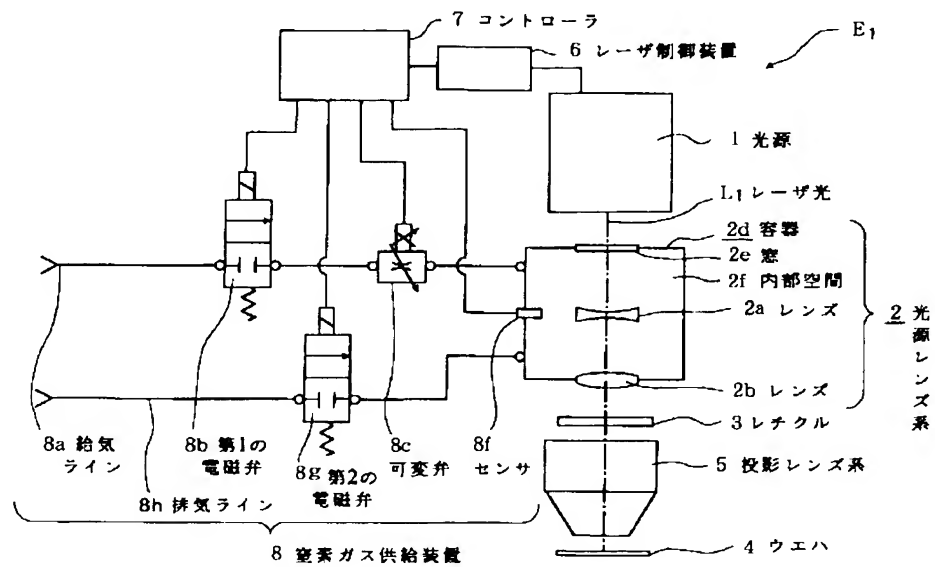 7 コントローラ
6 レーザ制御装置
E1
1 光源
L1レーザ光
2d 容器
2e 窓
2f 内部空間
2a レンズ
2 光源レンズ系
2b レンズ
3 レチクル
5 投影レンズ系
4 ウエハ
8a 給気
ライン
8b 第1の
電磁弁
8g 第2の
電磁弁
8c
可変弁
8f
センサ
8h 排気ライン
8 窒素ガス供給装置